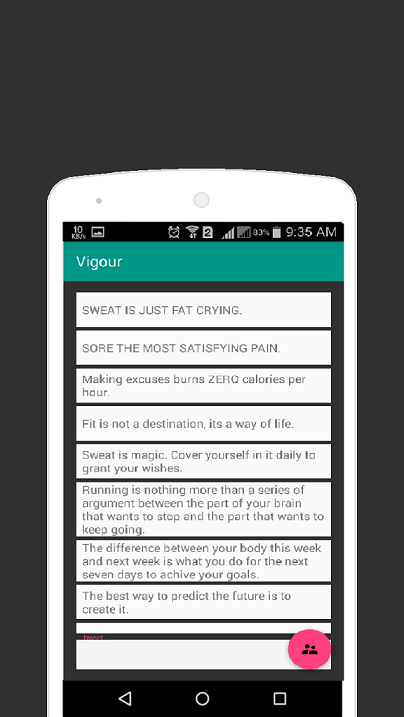 10
KB/s
2
83%
9:35 AM
Vigour
SWEAT IS JUST FAT CRYING.
SORE THE MOST SATISFYING PAIN.
Making excuses burns ZERO calories per
hour.
Fit is not a destination, its a way of life.
Sweat is magic. Cover yourself in it daily to
grant your wishes.
Running is nothing more than a series of
argument between the part of your brain
that wants to stop and the part that wants to
keep going.
The difference between your body this week
and next week is what you do for the next
seven days to achive your goals.
The best way to predict the future is to
create it.